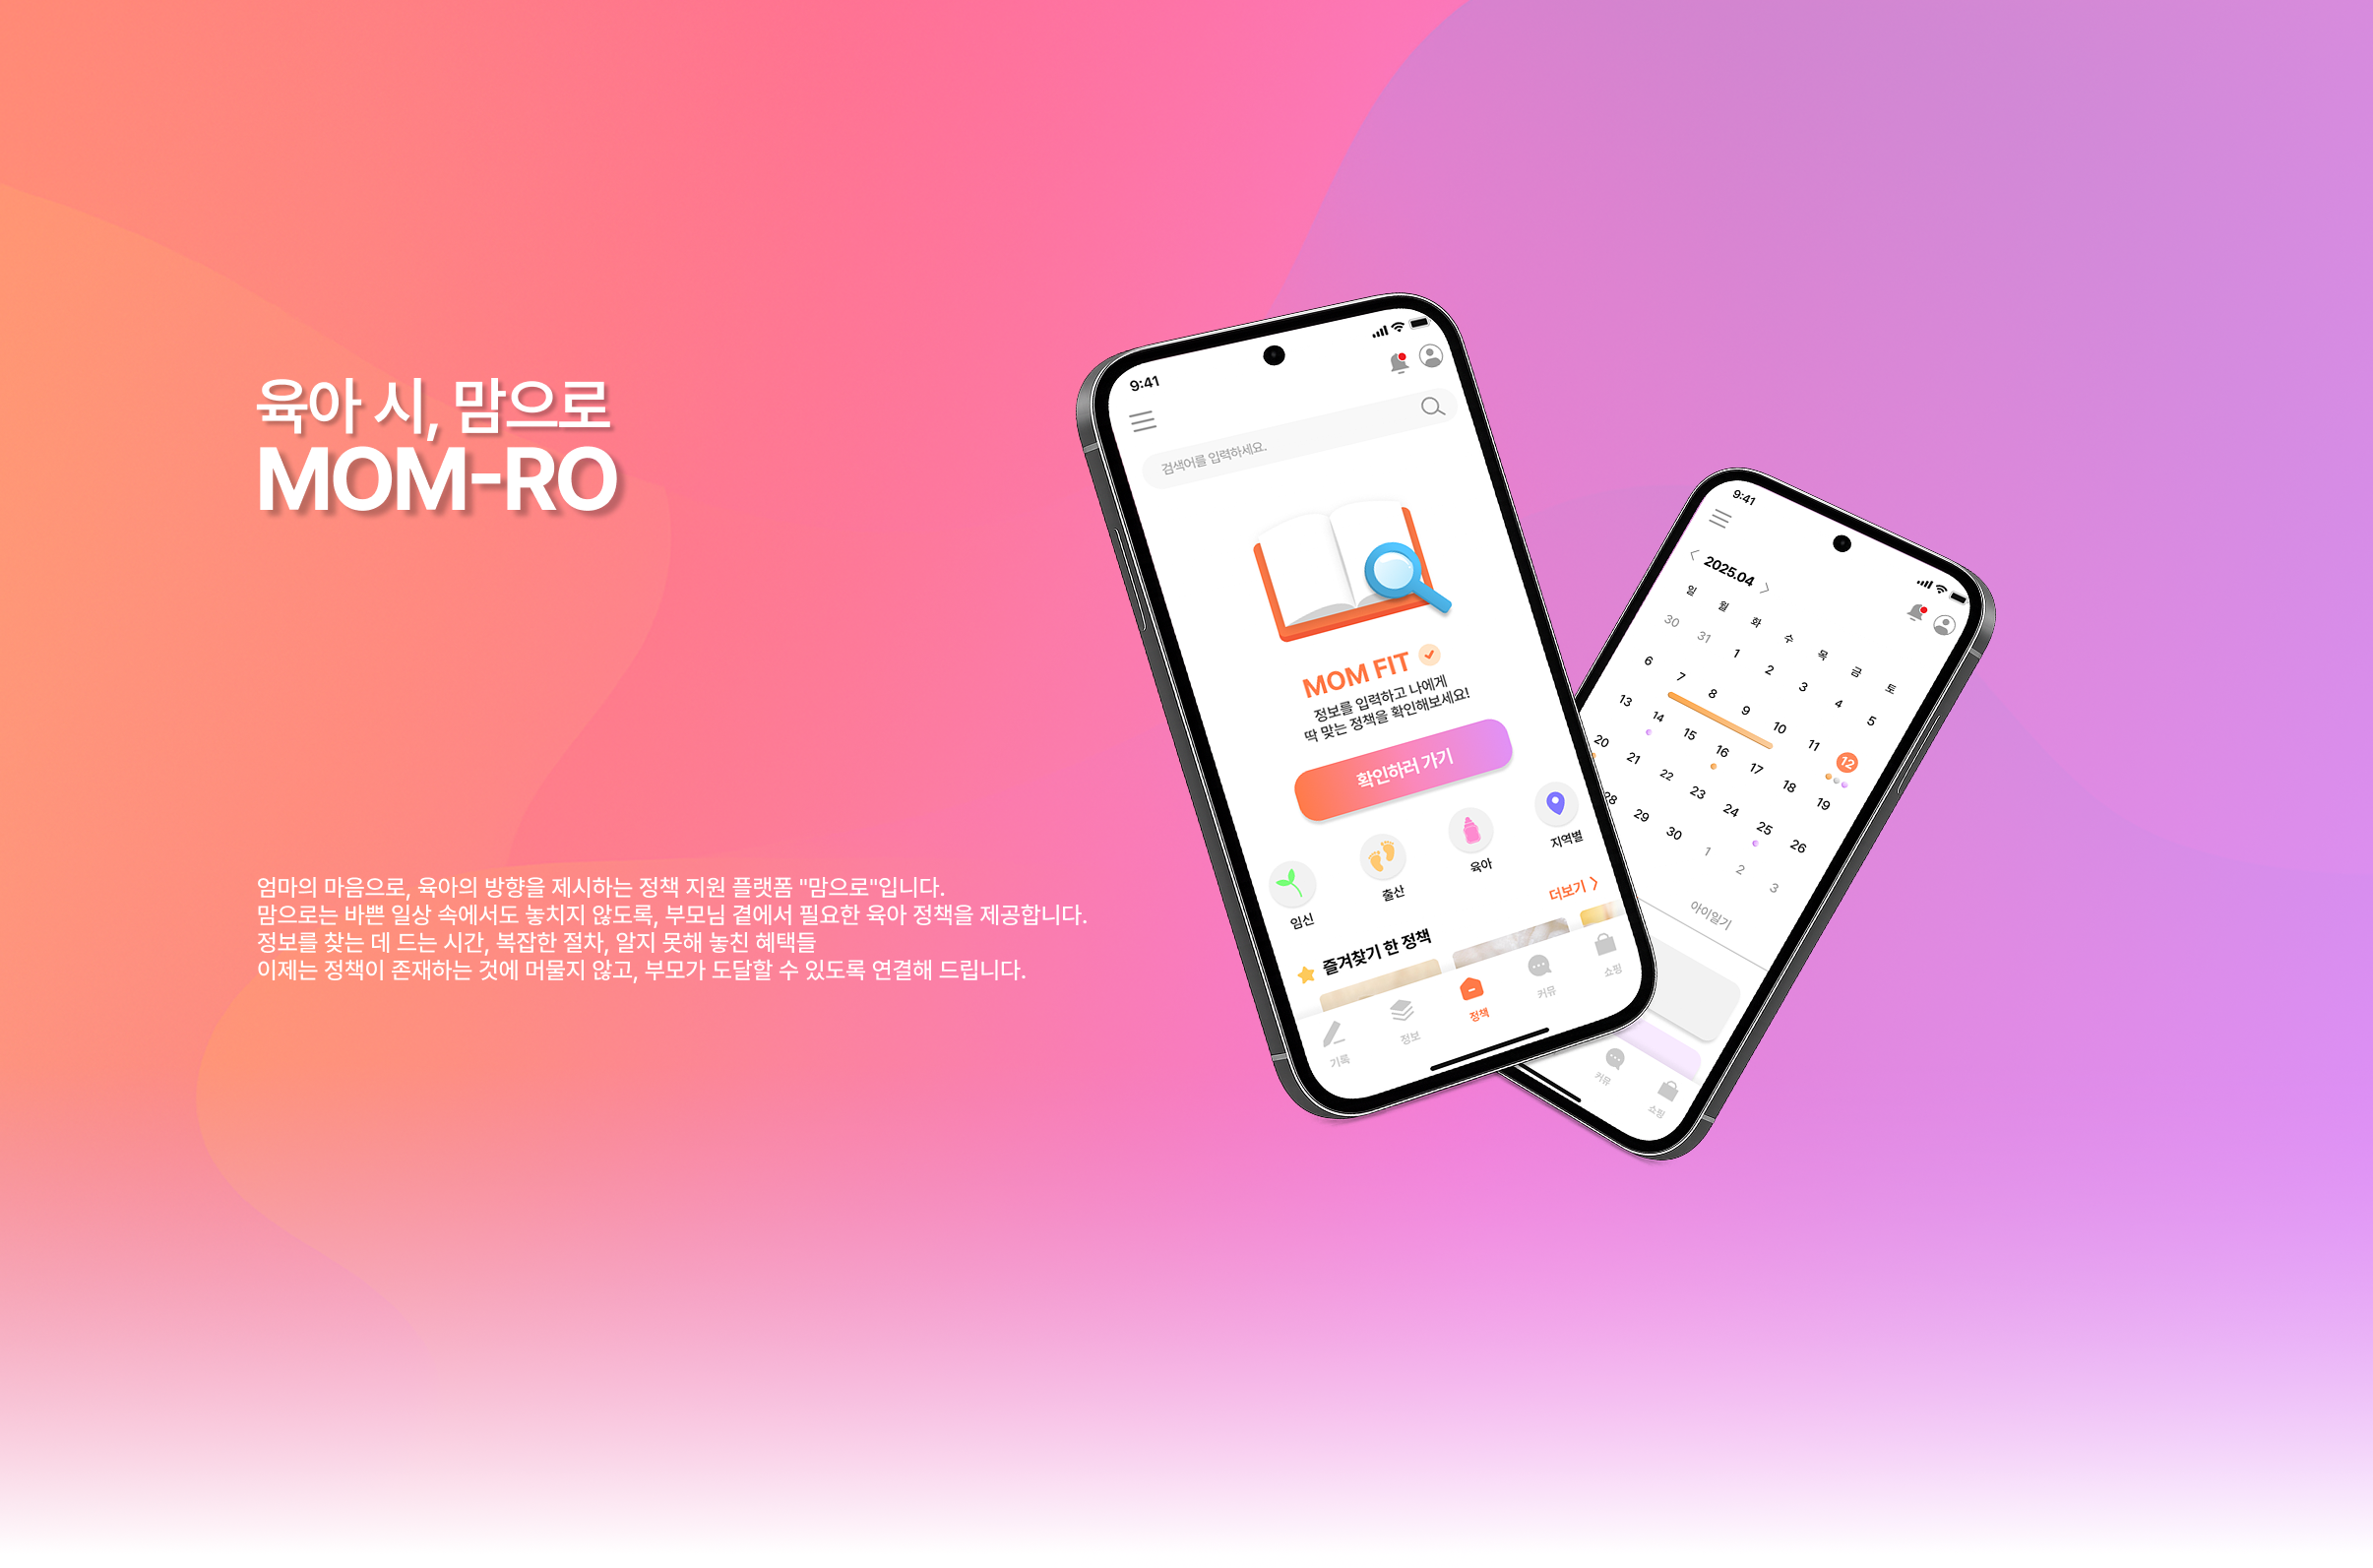 육아 시, 맘으로
MOM-RO
엄마의 마음으로, 육아의 방향을 제시하는 정책 지원 플랫폼 "맘으로"입니다.
맘으로는 바쁜 일상 속에서도 놓치지 않도록, 부모님 곁에서 필요한 육아 정책을 제공합니다.
정보를 찾는 데 드는 시간, 복잡한 절차, 알지 못해 놓친 혜택들
이제는 정책이 존재하는 것에 머물지 않고, 부모가 도달할 수 있도록 연결해 드립니다.
9:41
검색어를 입력하세요.
MOM FIT
정보를 입력하고 나에게
딱 맞는 정책을 확인해보세요!
확인하러 가기
임신 출산 육아 지역별
더보기 >
즐겨찾기 한 정책
기록 정보 정책 커뮤 쇼핑
9:41
< 2025.04 >
일 월 화 수 목 금 토
30 31 1 2 3 4 5
6 7 8 9 10 11 12
13 14 15 16 17 18 19
20 21 22 23 24 25 26
28 29 30 1 2 3
아이일기
커뮤 쇼핑